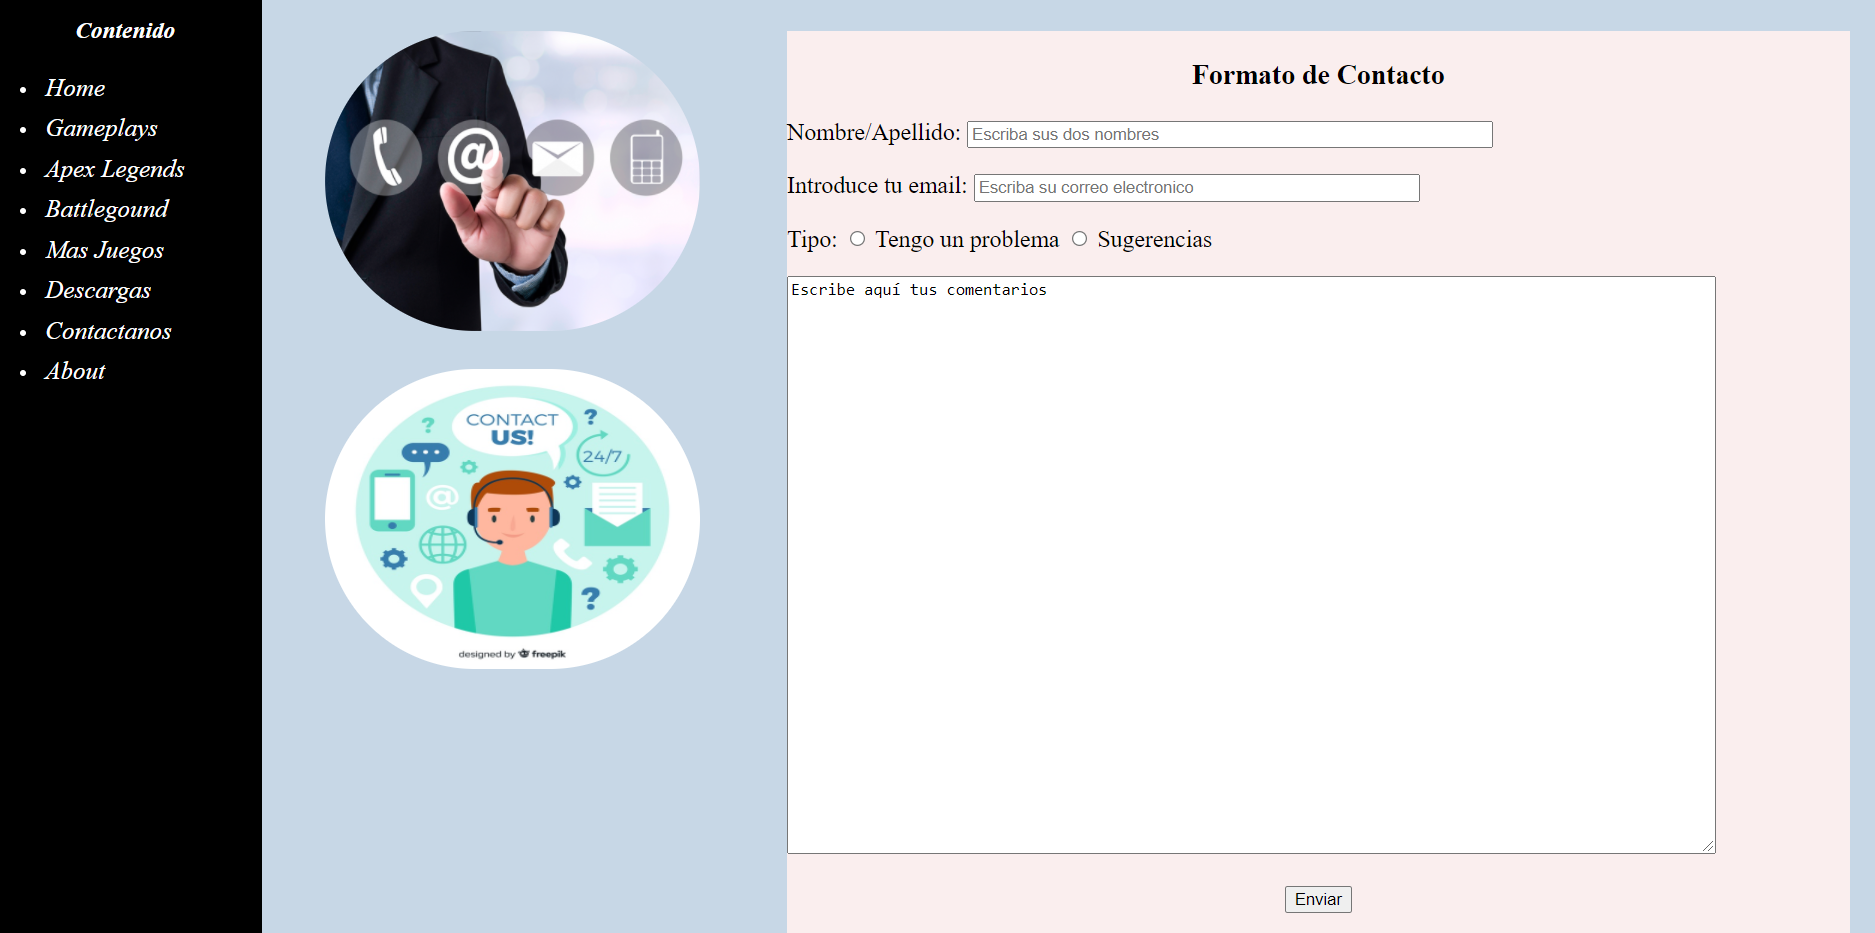 Contenido
Home
Gameplays
Apex Legends
Battlegound
Mas Juegos
Descargas
Contactanos
About
@
CONTACT
US!
?
?
24/7
@
?
designed by freepik
Formato de Contacto
Nombre/Apellido: Escriba sus dos nombres
Introduce tu email: Escriba su correo electronico
Tipo: Tengo un problema Sugerencias
Escribe aquí tus comentarios
Enviar